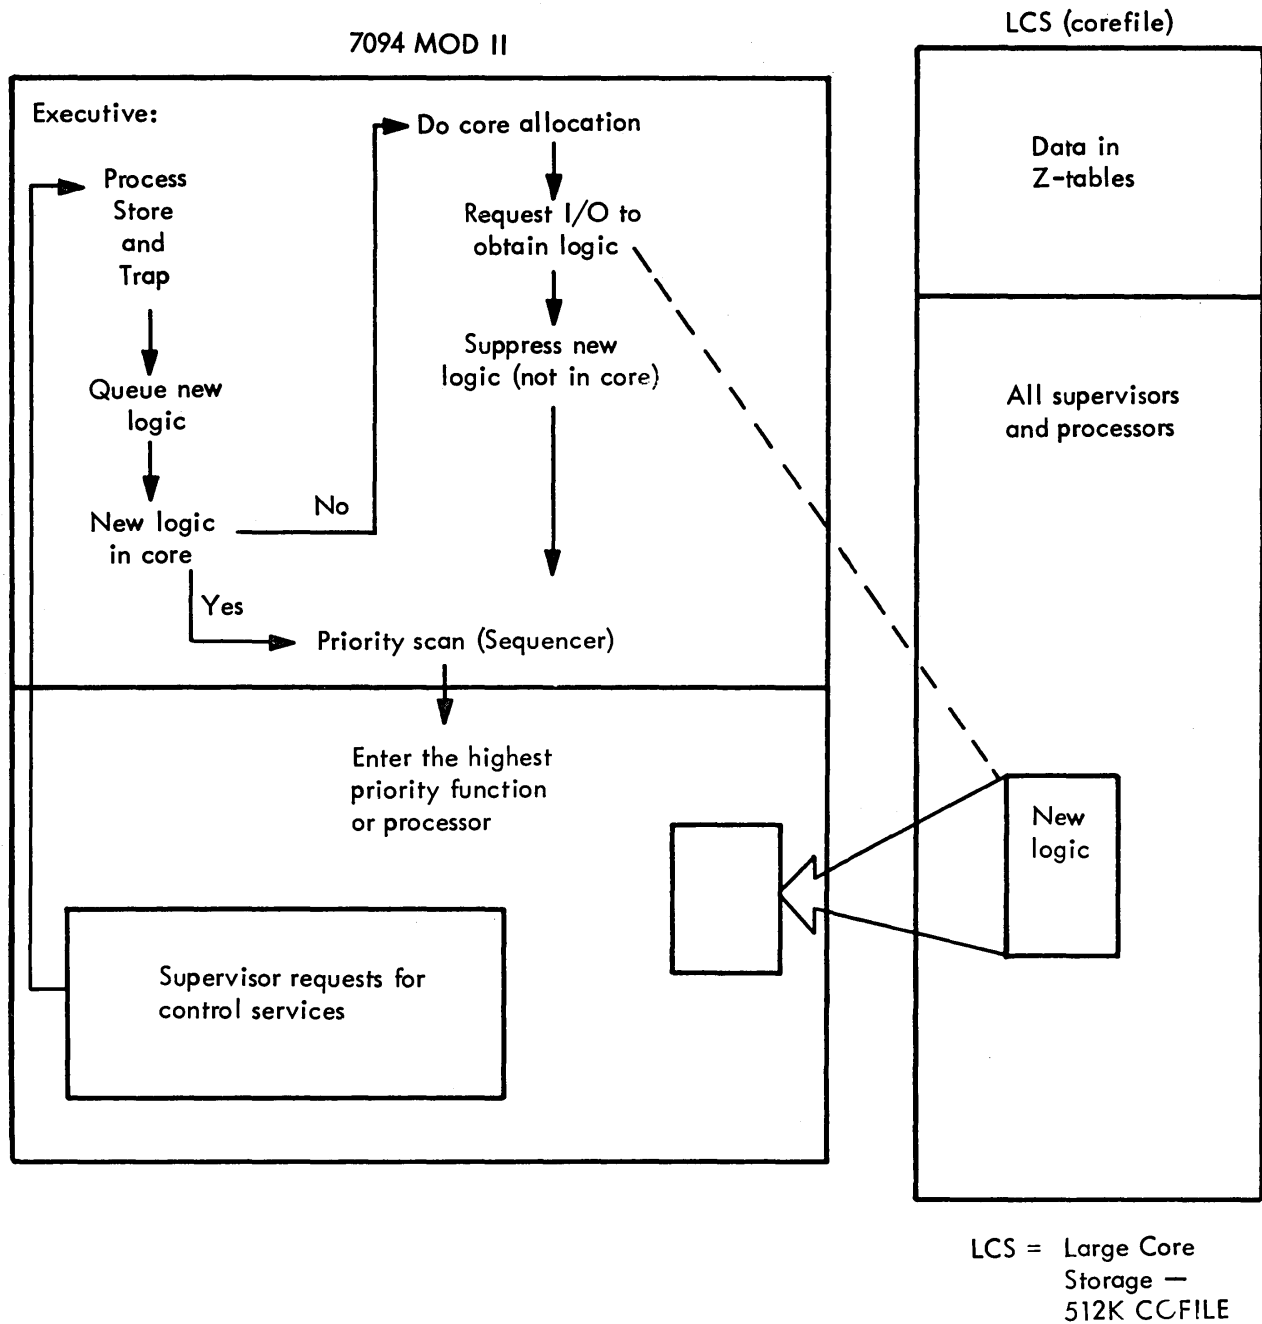 7094 MOD II
LCS (corefile)
Executive:
Process
Store
and
Trap
Queue new
logic
New logic
in core
No
Yes
Do core allocation
Request I/O to
obtain logic
Suppress new
logic (not in core)
Priority scan (Sequencer)
Enter the highest
priority function
or processor
Supervisor requests for
control services
Data in
Z-tables
All supervisors
and processors
New
logic
LCS = Large Core
Storage —
512K COFILE